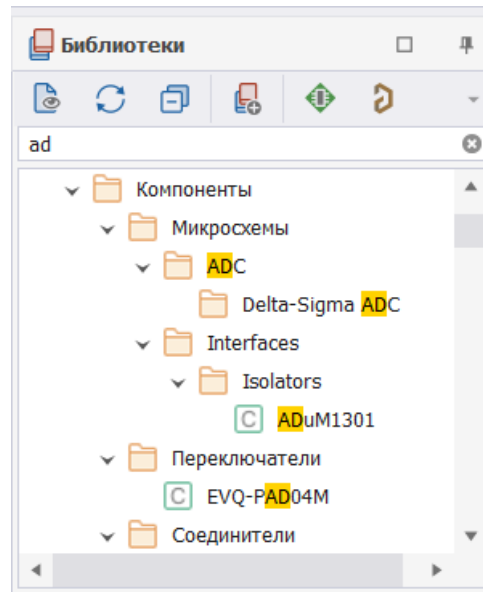 Библиотеки
ad
Компоненты
Микросхемы
ADC
Delta-Sigma ADC
Interfaces
Isolators
C ADuM1301
Переключатели
C EVQ-PAD04M
Соединители